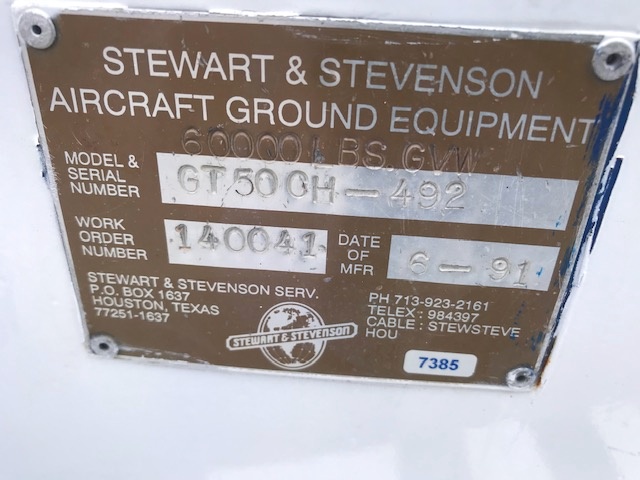 STEWART & STEVENSON
AIRCRAFT GROUND EQUIPMENT
60000LBS.GVW
MODEL &
SERIAL
NUMBER
GT50CH-492
WORK
ORDER
NUMBER
140041
DATE
OF
MFR
6-91
STEWART & STEVENSON SERV.
P.O. BOX 1637
HOUSTON, TEXAS
77251-1637
STEWART & STEVENSON
PH 713-923-2161
TELEX : 984397
CABLE : STEWSTEVE
HOU
7385